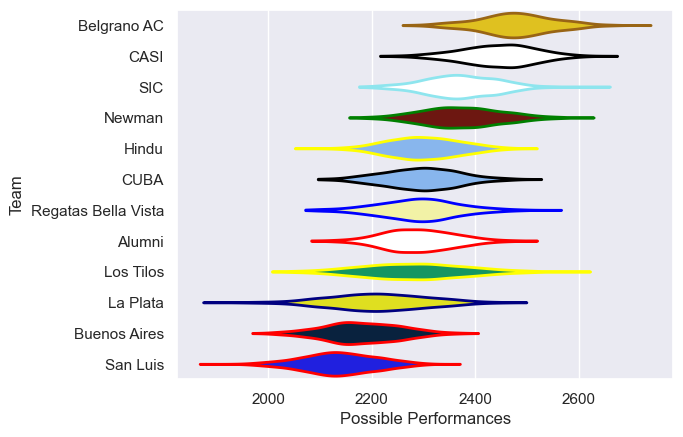 Belgrano AC
CASI
SIC
Newman
Hindu
CUBA
Regatas Bella Vista
Alumni
Los Tilos
La Plata
Buenos Aires
San Luis
Team
2000 2200 2400 2600
Possible Performances